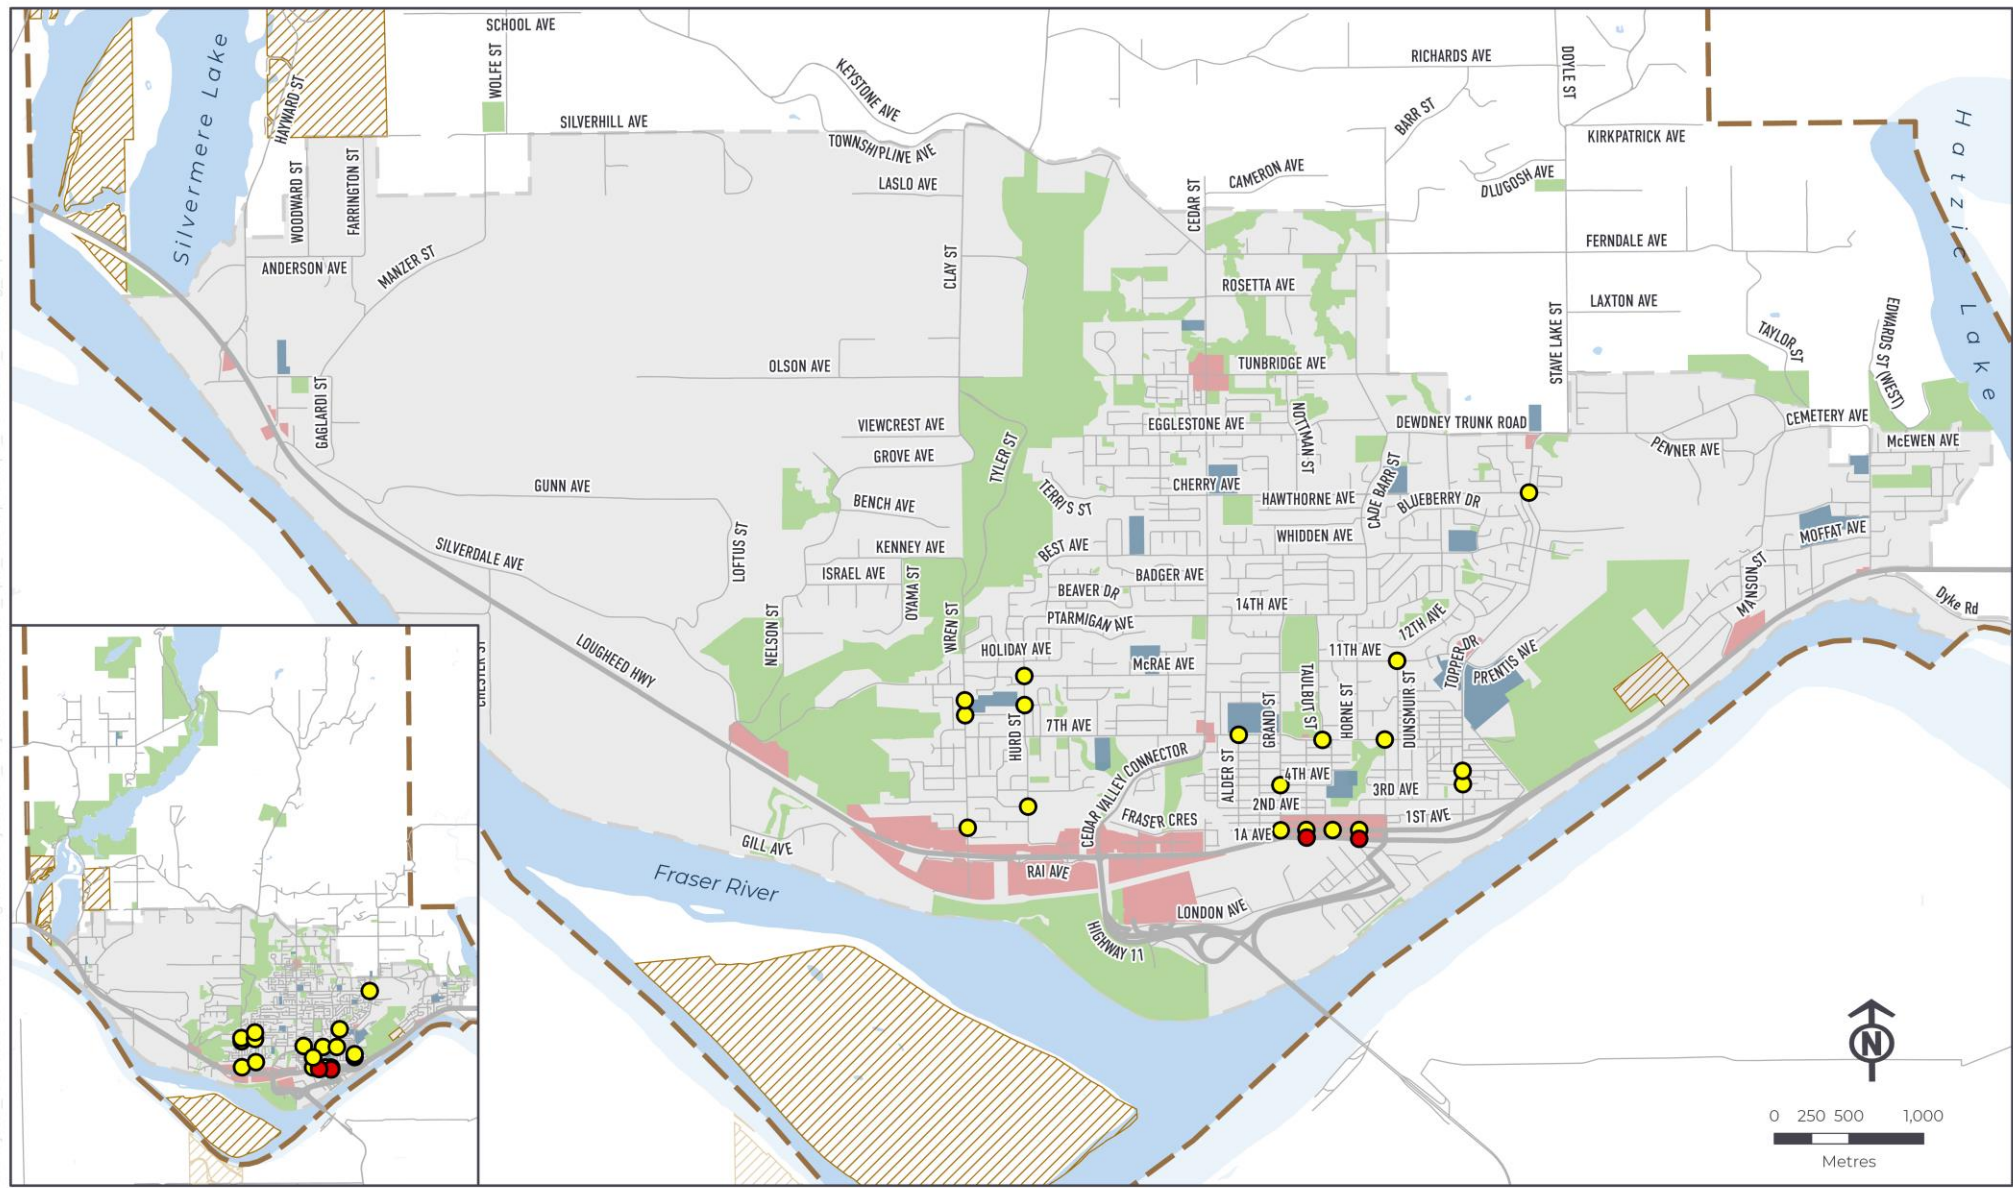 SCHOOL AVE
WOLFE ST
KEYSTONE AVE
RICHARDS AVE
DOYLE ST
Silvermere Lake
HAYWARD ST
SILVERHILL AVE
BARR ST
KIRKPATRICK AVE
Hatzic Lake
TOWNSHIPLINE AVE
WOODWARD ST
FARRINGTON ST
LASLO AVE
CEDAR ST
CAMERON AVE
DLUGOSH AVE
ANDERSON AVE
MANZER ST
CLAY ST
FERNDALE AVE
ROSETTA AVE
LAXTON AVE
STAVE LAKE ST
TAYLOR ST
EDWARDS ST (WEST)
OLSON AVE
TUNBRIDGE AVE
GAGLARDI ST
VIEWCREST AVE
EGGLESTONE AVE
NOTTMAN ST
DEWDNEY TRUNK ROAD
CEMETERY AVE
McEWEN AVE
GROVE AVE
TYLER ST
PENNER AVE
GUNN AVE
BENCH AVE
TERRIS ST
CHERRY AVE
HAWTHORNE AVE
CADE BARR ST
BLUEBERRY DR
LOFTUS ST
SILVERDALE AVE
KENNEY AVE
BEST AVE
WHIDDEN AVE
MOFFAT AVE
ISRAEL AVE
OYAMA ST
BADGER AVE
BEAVER DR
14TH AVE
MANSON ST
Dyke Rd
NELSON ST
WREN ST
PTARMIGAN AVE
12TH AVE
CHESTER ST
LOUGHEED HWY
HOLIDAY AVE
McRAE AVE
11TH AVE
TOPPER DR
PRENTIS AVE
HURD ST
7TH AVE
GRAND ST
TAULBUT ST
HORNE ST
DUNSMUIR ST
CEDAR VALLEY CONNECTOR
ALDER ST
4TH AVE
3RD AVE
2ND AVE
FRASER CRES
1ST AVE
1A AVE
GILL AVE
RAI AVE
Fraser River
LONDON AVE
HIGHWAY 11
N
0 250 500 1,000
Metres